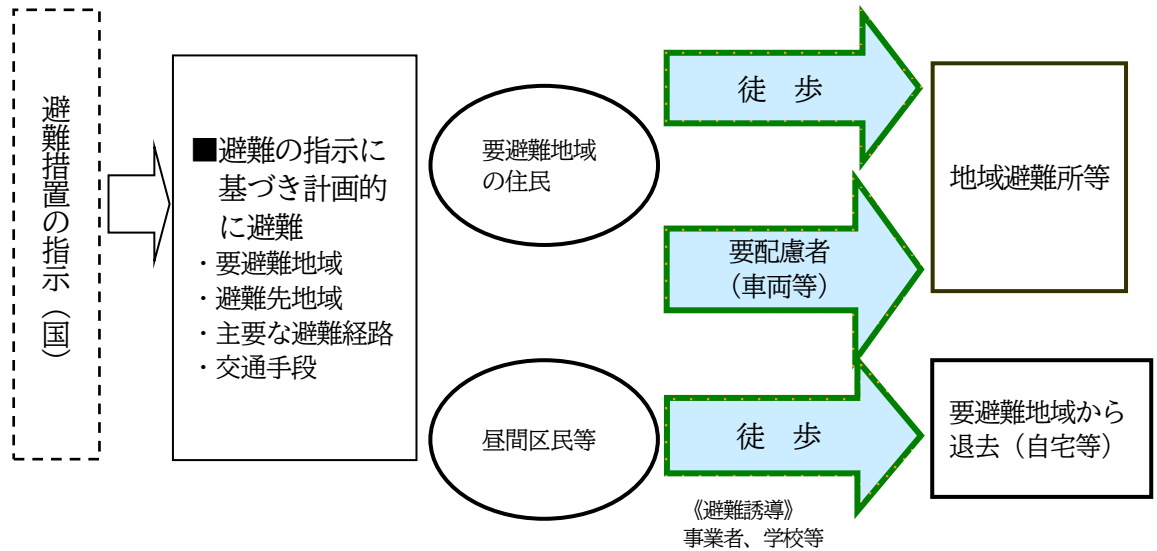 避難措置の指示（国）
■避難の指示に
基づき計画的
に避難
・要避難地域
・避難先地域
・主要な避難経路
・交通手段
要避難地域
の住民
徒　歩
要配慮者
（車両等）
地域避難所等
昼間区民等
徒　歩
《避難誘導》
事業者、学校等
要避難地域から
退去（自宅等）